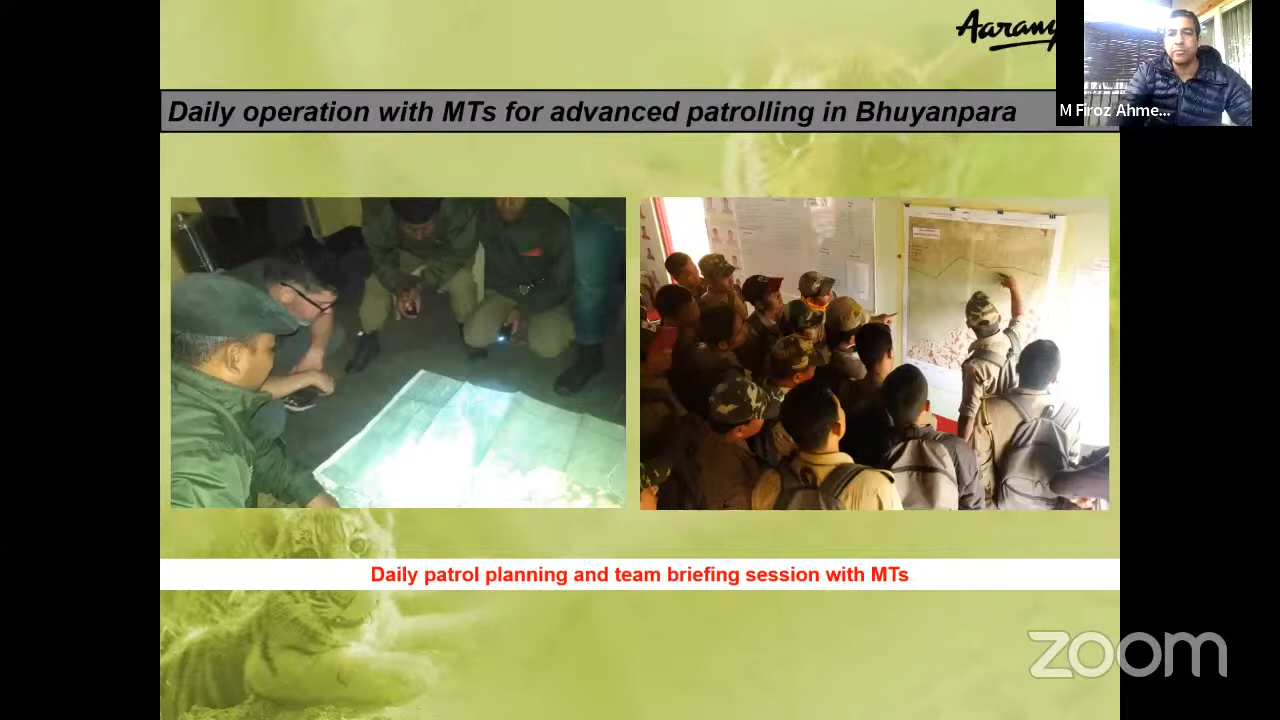 Daily operation with MTs for advanced patrolling in Bhuyanpara
M Firoz Ahme...
Daily patrol planning and team briefing session with MTs
zoom